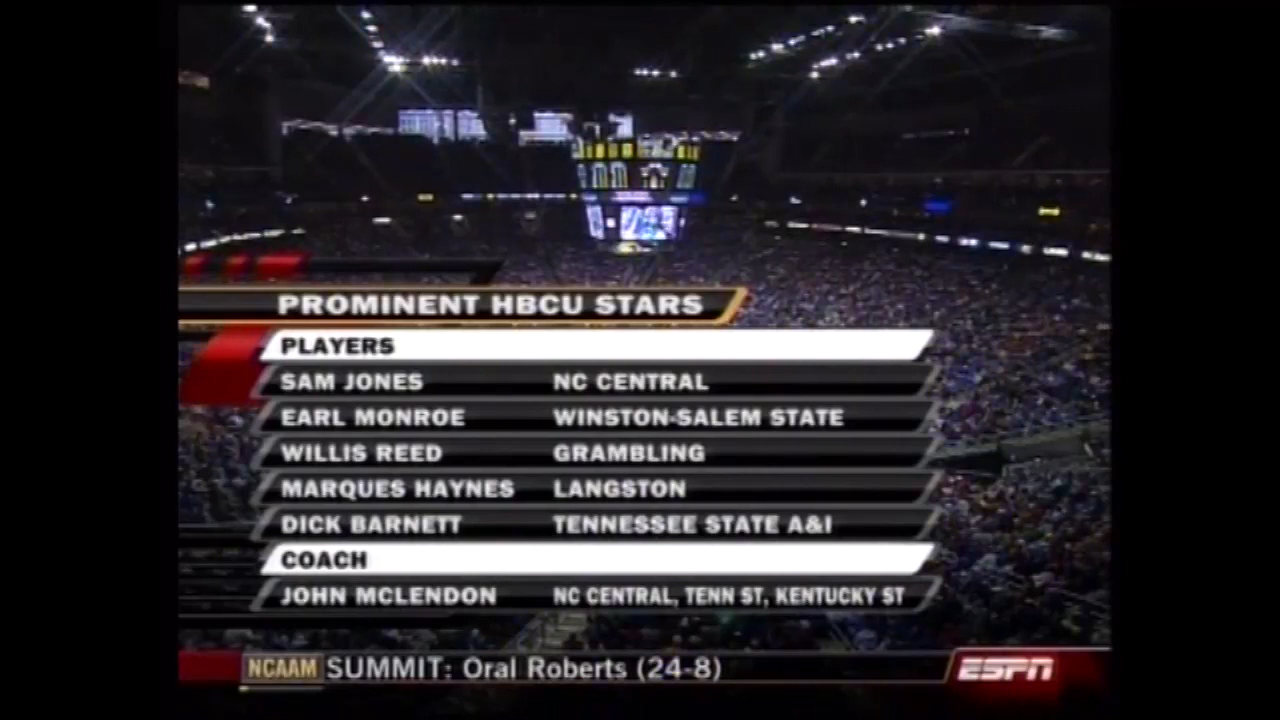 PROMINENT HBCU STARS
PLAYERS
SAM JONES NC CENTRAL
EARL MONROE WINSTON-SALEM STATE
WILLIS REED GRAMBLING
MARQUES HAYNES LANGSTON
DICK BARNETT TENNESSEE STATE A&I
COACH
JOHN MCLENDON NC CENTRAL, TENN ST, KENTUCKY ST
NCAAM SUMMIT: Oral Roberts (24-8) ESPN